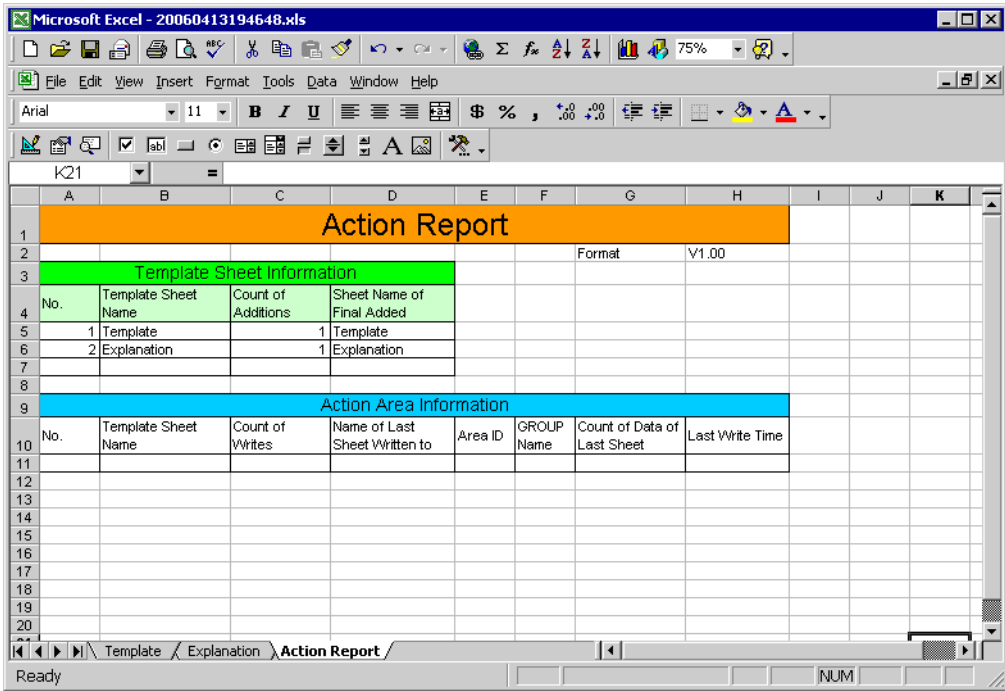 Microsoft Excel - 20060413194648.xls
75%
File Edit View Insert Format Tools Data Window Help
Arial 11 B I U $ % , .0 .00 .00 .0 A
ab| A
K21 =
A B C D E F G H I J K
1 Action Report
2 Format V1.00
3 Template Sheet Information
4 No. Template Sheet Name Count of Additions Sheet Name of Final Added
5 1 Template 1 Template
6 2 Explanation 1 Explanation
7
8
9 Action Area Information
10 No. Template Sheet Name Count of Writes Name of Last Sheet Written to Area ID GROUP Name Count of Data of Last Sheet Last Write Time
11
12
13
14
15
16
17
18
19
20
Template Explanation Action Report
Ready NUM